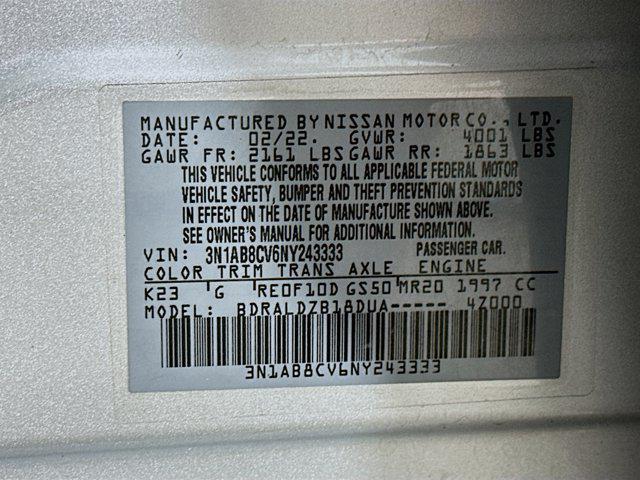 MANUFACTURED BY NISSAN MOTOR CO., LTD.
DATE: 02/22. GVWR: 4001 LBS
GAWR FR: 2161 LBS GAWR RR: 1863 LBS
THIS VEHICLE CONFORMS TO ALL APPLICABLE FEDERAL MOTOR
VEHICLE SAFETY, BUMPER AND THEFT PREVENTION STANDARDS
IN EFFECT ON THE DATE OF MANUFACTURE SHOWN ABOVE.
SEE OWNER'S MANUAL FOR ADDITIONAL INFORMATION.
VIN: 3N1AB8CV6NY243333 PASSENGER CAR.
COLOR TRIM TRANS AXLE ENGINE
K23 G RE0F10D GS50 MR20 1997 CC
MODEL: BDRALDZB18DUA----- 4Z000
3N1AB8CV6NY243333